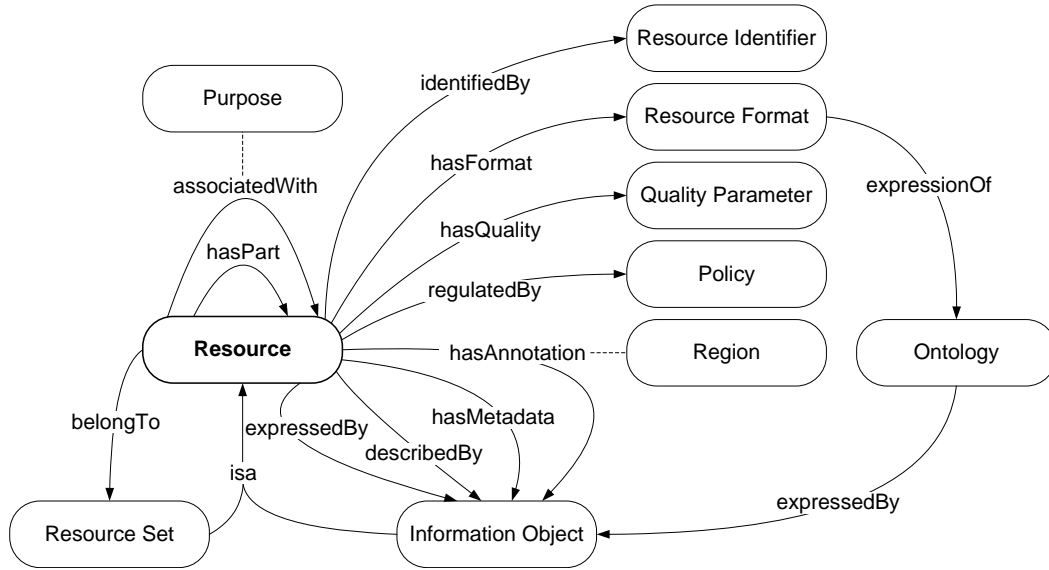 Resource Identifier
identifiedBy
Purpose
Resource Format
hasFormat
associatedWith
expressionOf
Quality Parameter
hasQuality
hasPart
Policy
regulatedBy
Resource
hasAnnotation
Region
Ontology
belongTo
hasMetadata
expressedBy
describedBy
isa
expressedBy
Resource Set
Information Object